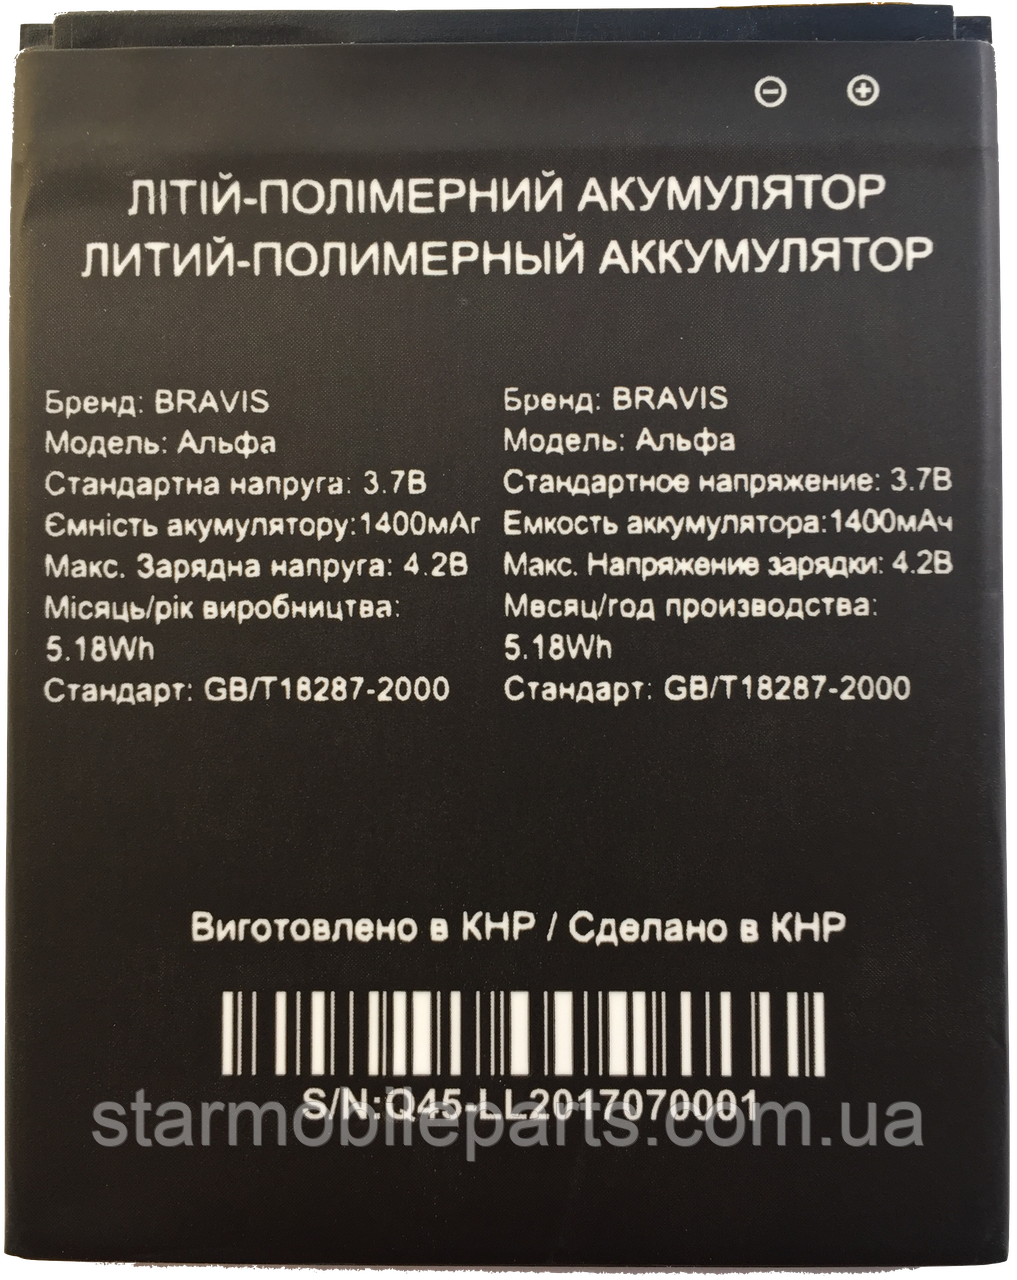 ЛІТІЙ-ПОЛІМЕРНИЙ АКУМУЛЯТОР
ЛИТИЙ-ПОЛИМЕРНЫЙ АККУМУЛЯТОР
Бренд: BRAVIS
Модель: Альфа
Стандартна напруга: 3.7В
Ємність акумулятору:1400мАг
Макс. Зарядна напруга: 4.2В
Місяць/рік виробництва:
5.18Wh
Стандарт: GB/T18287-2000
Бренд: BRAVIS
Модель: Альфа
Стандартное напряжение: 3.7В
Емкость аккумулятора:1400мАч
Макс. Напряжение зарядки: 4.2В
Месяц/год производства:
5.18Wh
Стандарт: GB/T18287-2000
Виготовлено в КНР / Сделано в КНР
S/N:Q45-LL2017070001
starmobileparts.com.ua